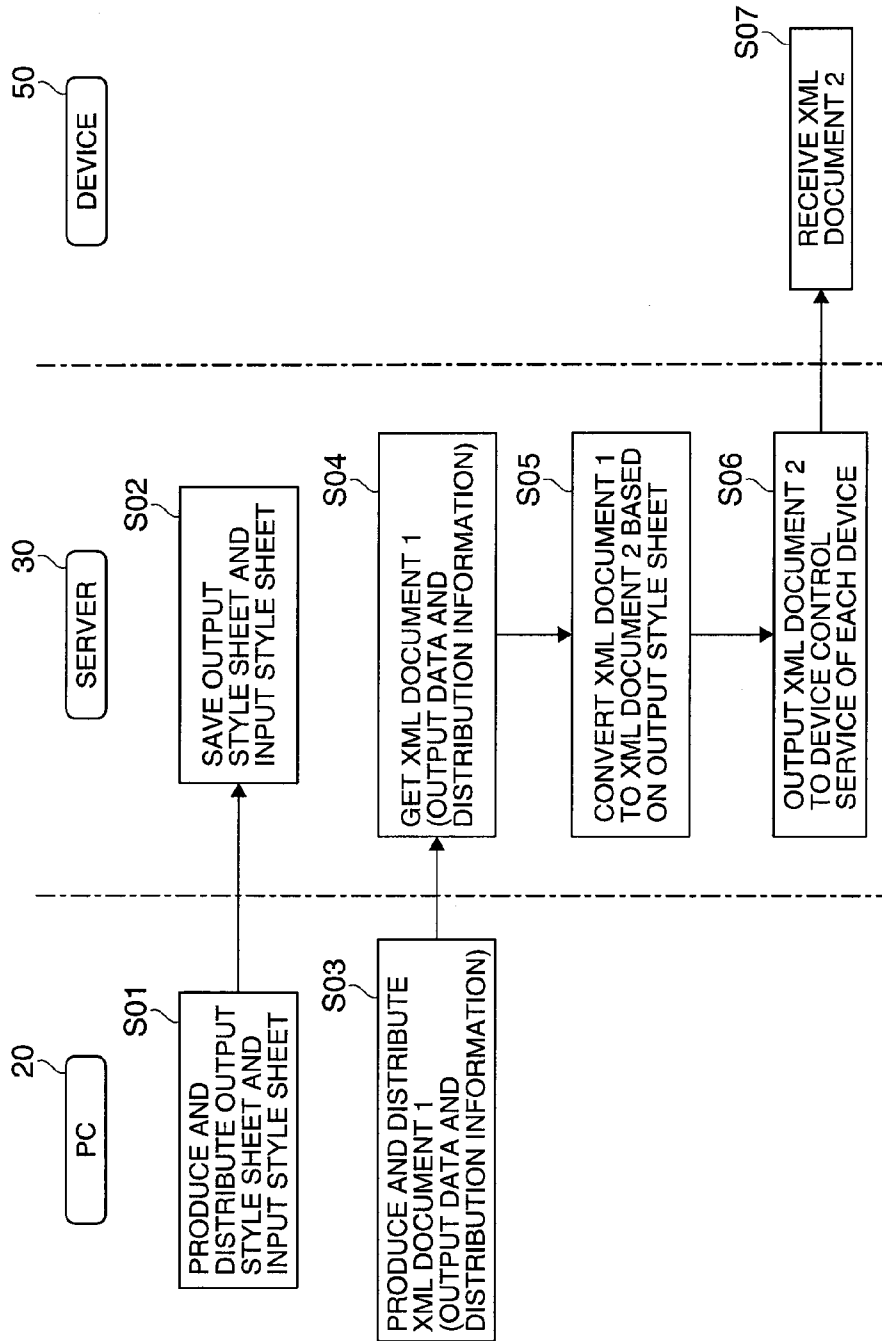 20
PC
30
SERVER
50
DEVICE
S01
PRODUCE AND
DISTRIBUTE OUTPUT
STYLE SHEET AND
INPUT STYLE SHEET
S02
SAVE OUTPUT
STYLE SHEET AND
INPUT STYLE SHEET
S03
PRODUCE AND DISTRIBUTE
XML DOCUMENT 1
(OUTPUT DATA AND
DISTRIBUTION INFORMATION)
S04
GET XML DOCUMENT 1
(OUTPUT DATA AND
DISTRIBUTION INFORMATION)
S05
CONVERT XML DOCUMENT 1
TO XML DOCUMENT 2 BASED
ON OUTPUT STYLE SHEET
S06
OUTPUT XML DOCUMENT 2
TO DEVICE CONTROL
SERVICE OF EACH DEVICE
S07
RECEIVE XML
DOCUMENT 2